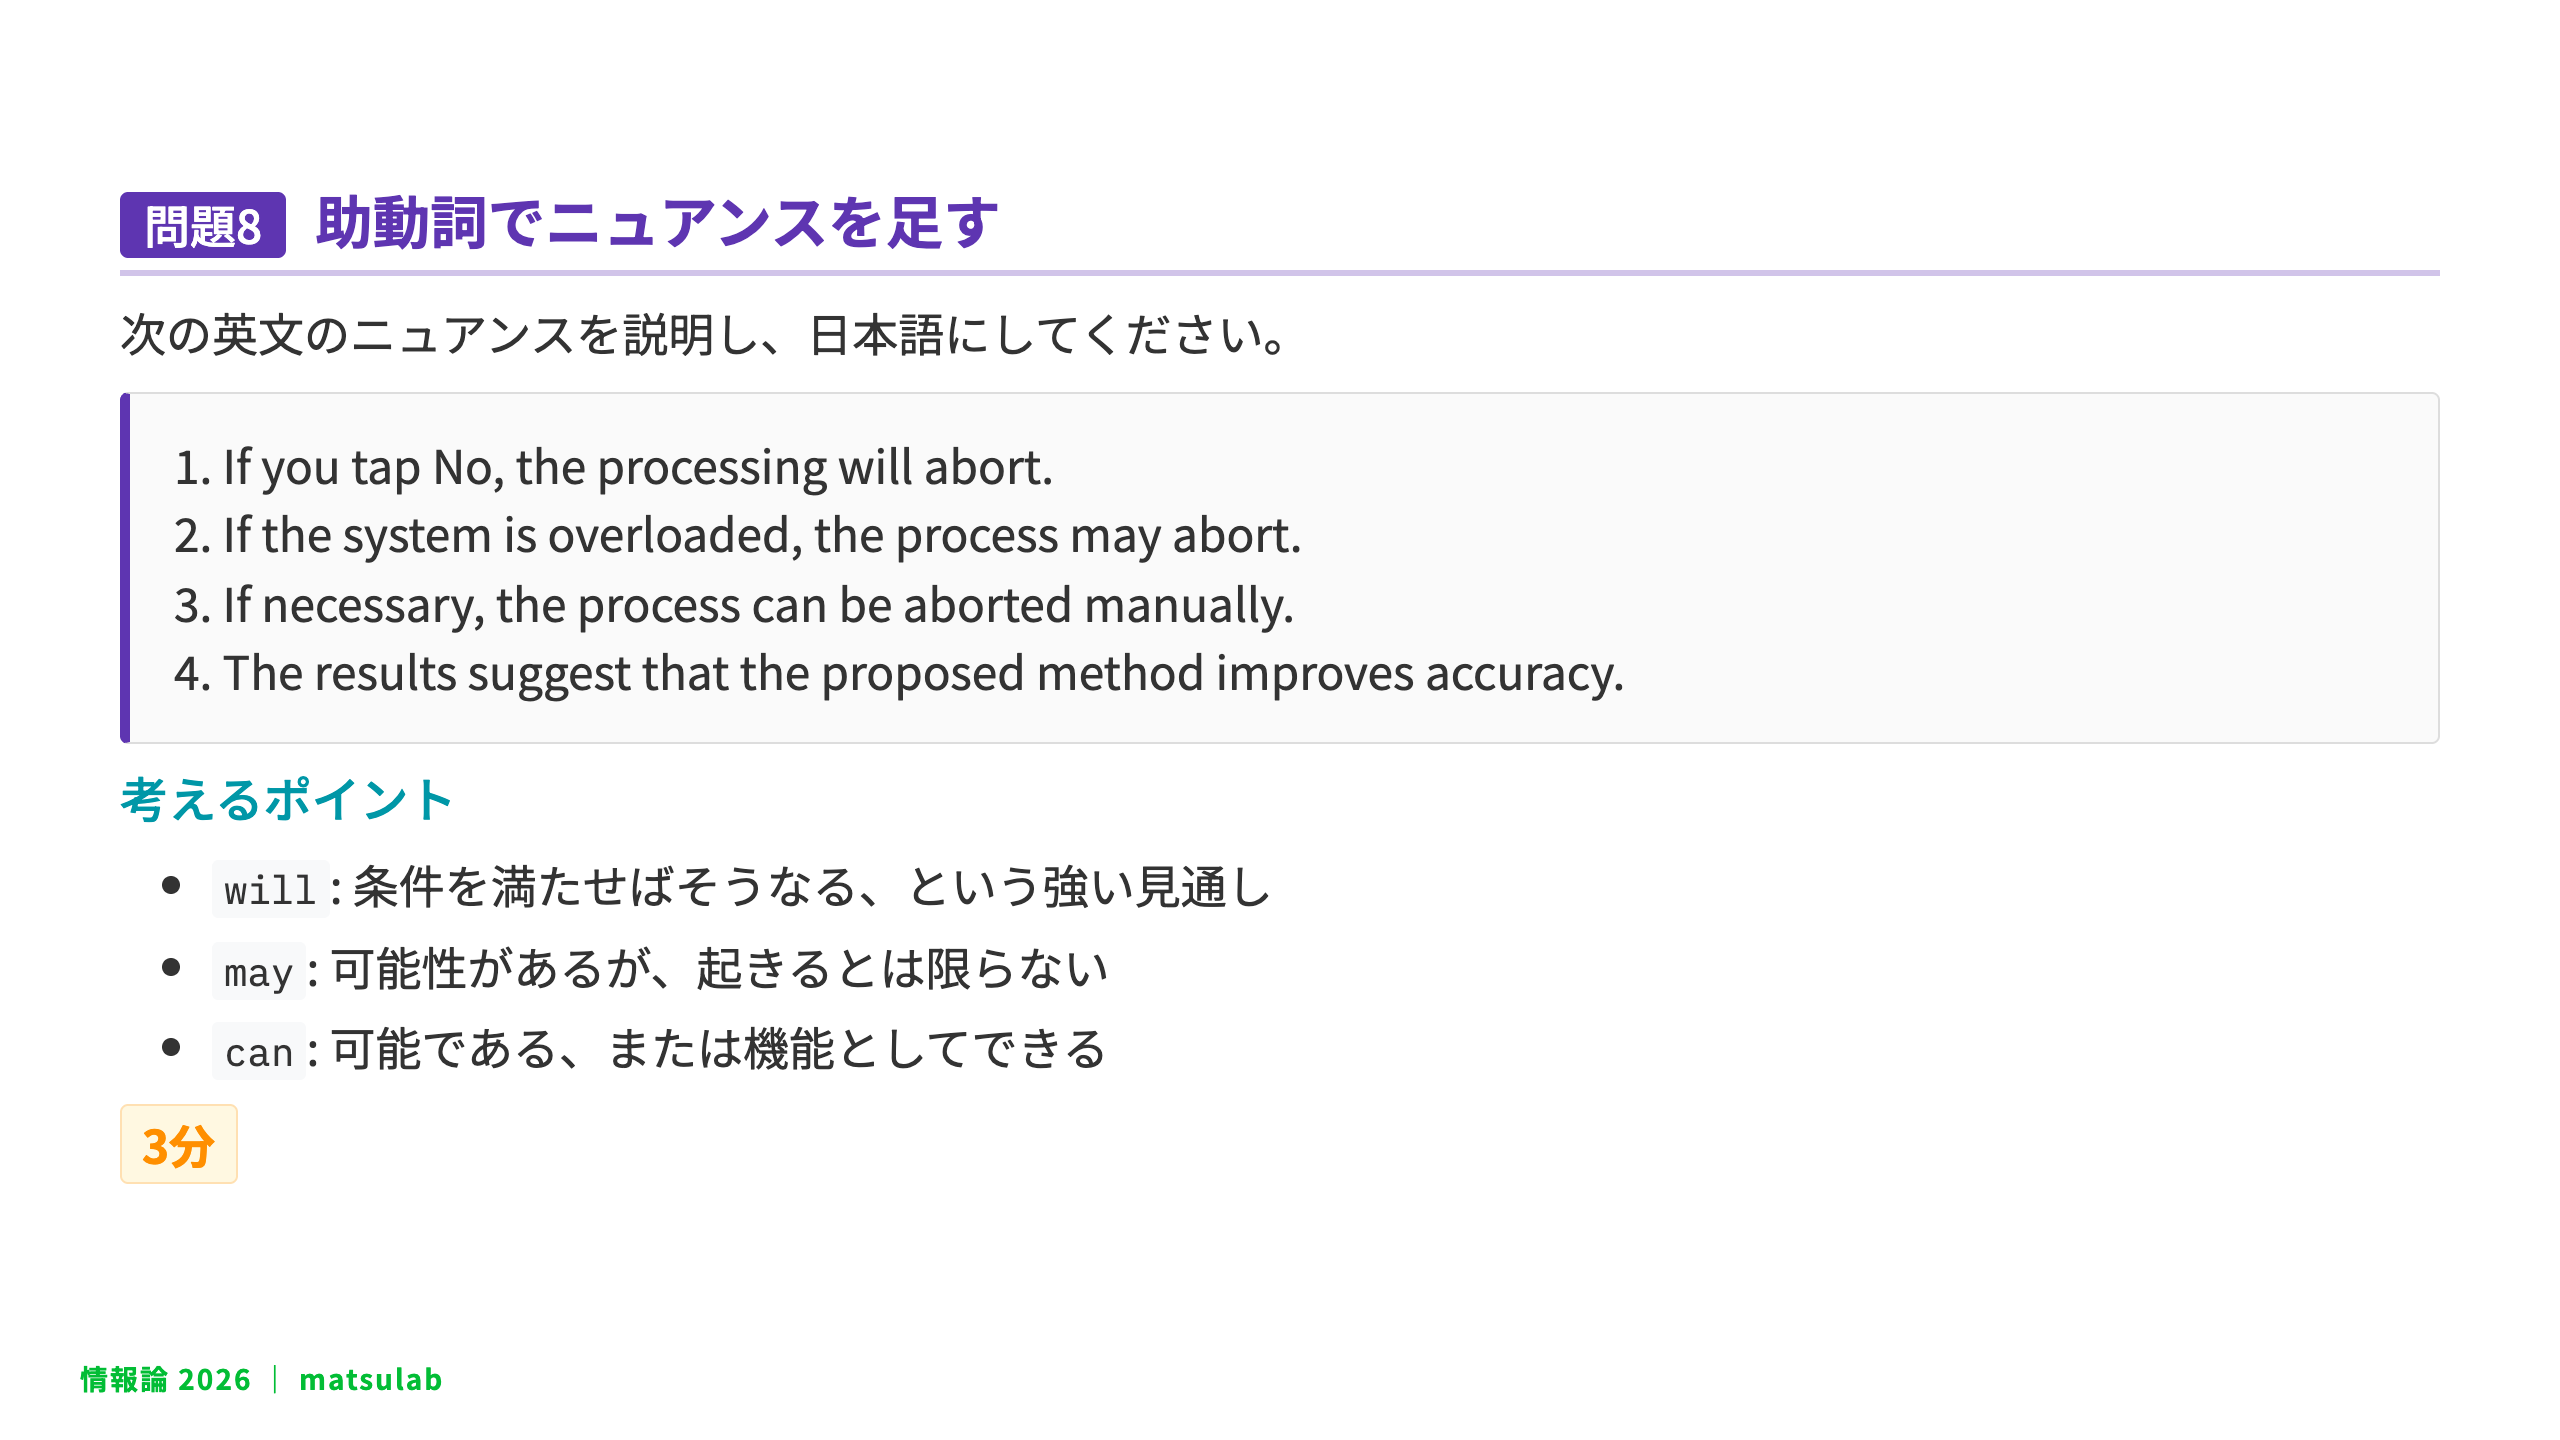 問題8 助動詞でニュアンスを足す
次の英文のニュアンスを説明し、日本語にしてください。
1. If you tap No, the processing will abort.
2. If the system is overloaded, the process may abort.
3. If necessary, the process can be aborted manually.
4. The results suggest that the proposed method improves accuracy.
考えるポイント
• will: 条件を満たせばそうなる、という強い見通し
• may: 可能性があるが、起きるとは限らない
• can: 可能である、または機能としてできる
3分
情報論 2026 ｜ matsulab